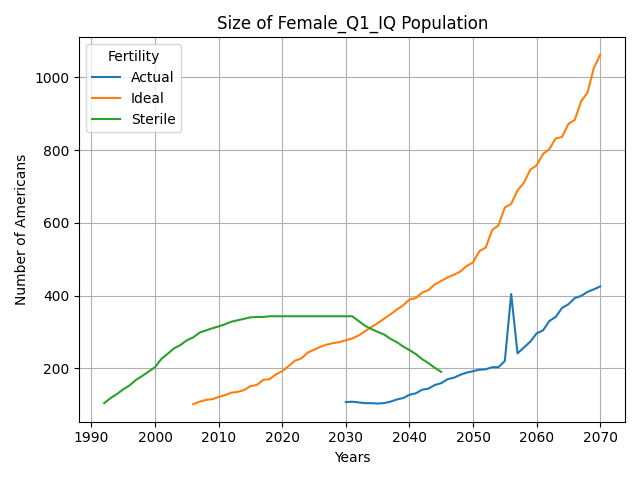 Size of Female_Q1_IQ Population
Fertility
Actual
Ideal
Sterile
Number of Americans
1000
800
600
400
200
1990 2000 2010 2020 2030 2040 2050 2060 2070
Years